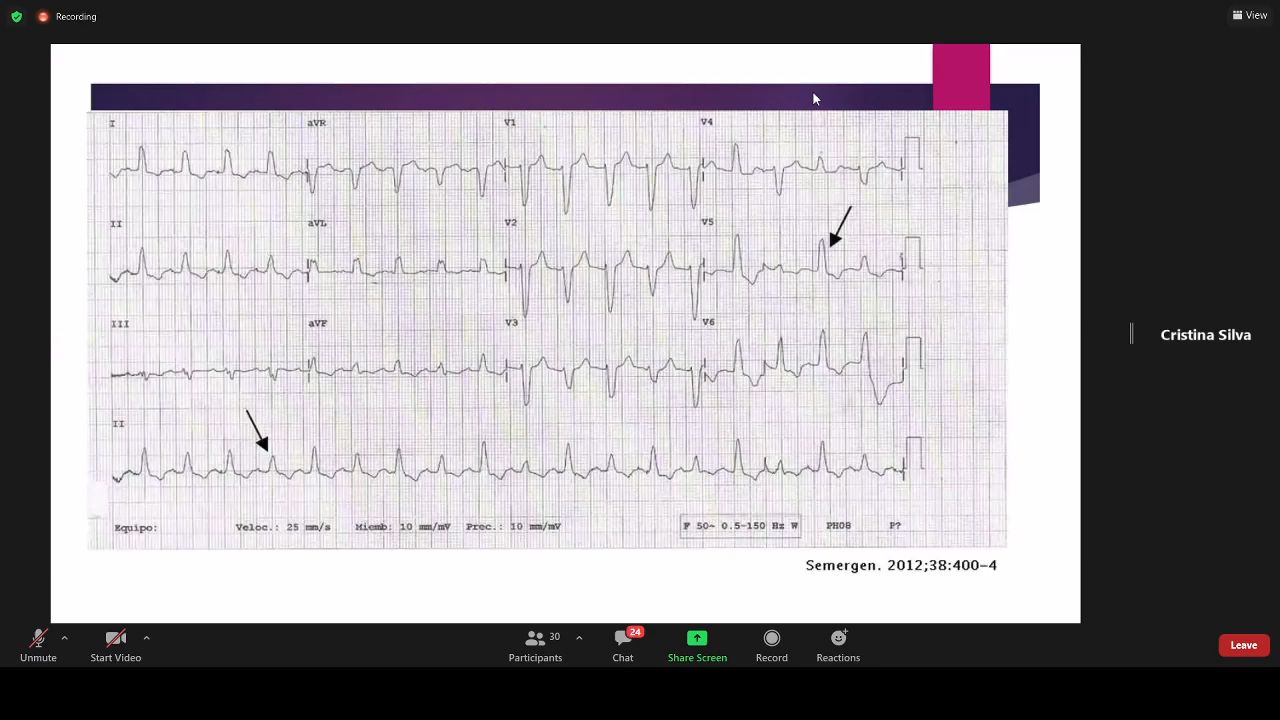 Recording
View
I aVR V1 V4
II aVL V2 V5
III aVF V3 V6
II
Equipo: Veloc.: 25 mm/s Miemb: 10 mm/mV Prec.: 10 mm/mV F 50~ 0.5-150 Hz W PH08 P?
Semergen. 2012;38:400-4
Cristina Silva
30
24
Unmute Start Video Participants Chat Share Screen Record Reactions Leave